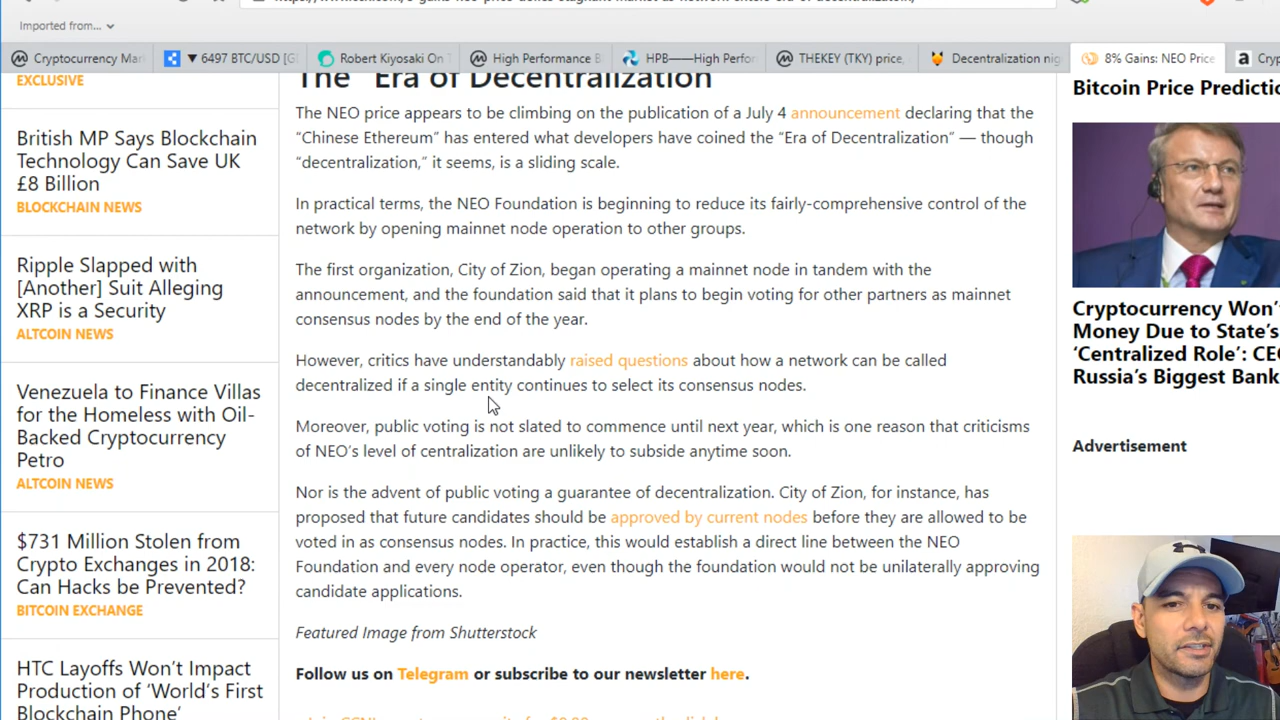 Imported from...
Cryptocurrency Mar
▼ 6497 BTC/USD [G
Robert Kiyosaki On T
High Performance B
HPB——High Perfor
THEKEY (TKY) price,
Decentralization nig
8% Gains: NEO Price
Cryp
EXCLUSIVE
British MP Says Blockchain
Technology Can Save UK
£8 Billion
BLOCKCHAIN NEWS
Ripple Slapped with
[Another] Suit Alleging
XRP is a Security
ALTCOIN NEWS
Venezuela to Finance Villas
for the Homeless with Oil-
Backed Cryptocurrency
Petro
ALTCOIN NEWS
$731 Million Stolen from
Crypto Exchanges in 2018:
Can Hacks be Prevented?
BITCOIN EXCHANGE
HTC Layoffs Won't Impact
Production of 'World's First
Blockchain Phone'
The "Era of Decentralization
The NEO price appears to be climbing on the publication of a July 4 announcement declaring that the
“Chinese Ethereum” has entered what developers have coined the “Era of Decentralization” — though
“decentralization,” it seems, is a sliding scale.
In practical terms, the NEO Foundation is beginning to reduce its fairly-comprehensive control of the
network by opening mainnet node operation to other groups.
The first organization, City of Zion, began operating a mainnet node in tandem with the
announcement, and the foundation said that it plans to begin voting for other partners as mainnet
consensus nodes by the end of the year.
However, critics have understandably raised questions about how a network can be called
decentralized if a single entity continues to select its consensus nodes.
Moreover, public voting is not slated to commence until next year, which is one reason that criticisms
of NEO’s level of centralization are unlikely to subside anytime soon.
Nor is the advent of public voting a guarantee of decentralization. City of Zion, for instance, has
proposed that future candidates should be approved by current nodes before they are allowed to be
voted in as consensus nodes. In practice, this would establish a direct line between the NEO
Foundation and every node operator, even though the foundation would not be unilaterally approving
candidate applications.
Featured Image from Shutterstock
Follow us on Telegram or subscribe to our newsletter here.
Bitcoin Price Predictio
Cryptocurrency Won’
Money Due to State’s
‘Centralized Role’: CE
Russia’s Biggest Bank
Advertisement